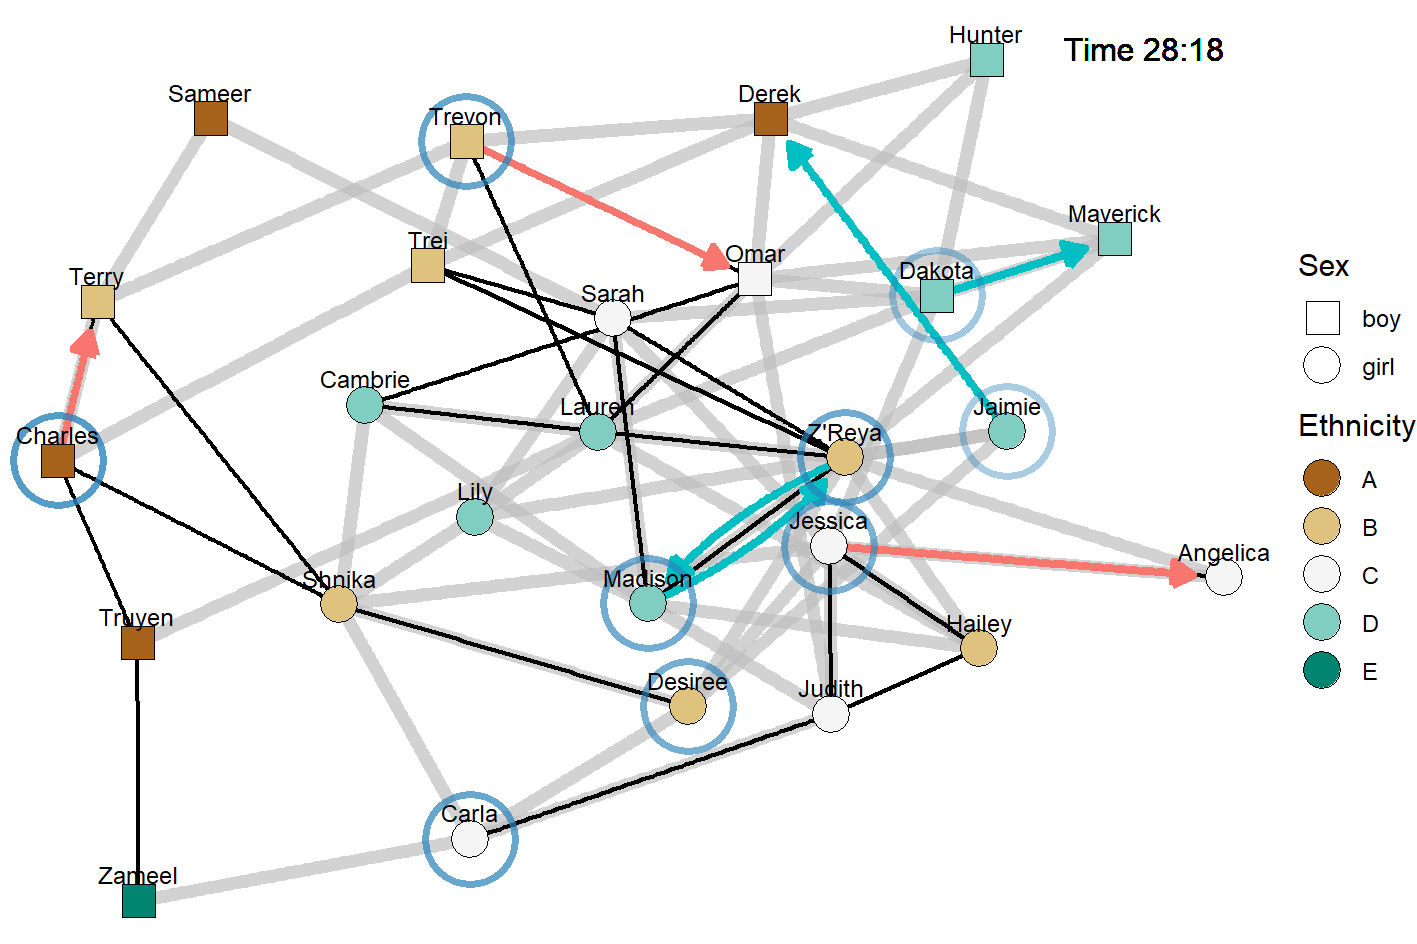 Hunter
Time 28:18
Sameer
Derek
Trevon
Maverick
Trei
Omar
Dakota
Terry
Sarah
Sex
boy
girl
Cambrie
Lauren
Jaimie
Charles
Z'Reya
Ethnicity
A
B
C
D
E
Lily
Jessica
Angelica
Shnika
Madison
Truyen
Hailey
Desiree
Judith
Carla
Zameel